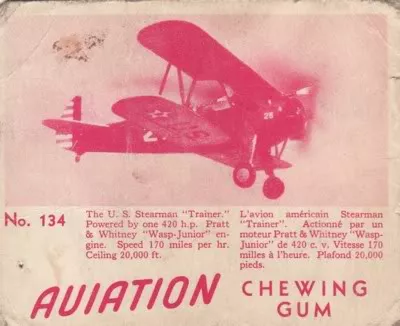 No. 134
The U. S. Stearman "Trainer."
Powered by one 420 h.p. Pratt
& Whitney "Wasp-Junior" en-
gine. Speed 170 miles per hr.
Ceiling 20,000 ft.
L'avion américain Stearman
"Trainer". Actionné par un
moteur Pratt & Whitney "Wasp-
Junior" de 420 c. v. Vitesse 170
milles à l'heure. Plafond 20,000
pieds.
AVIATION
CHEWING
GUM